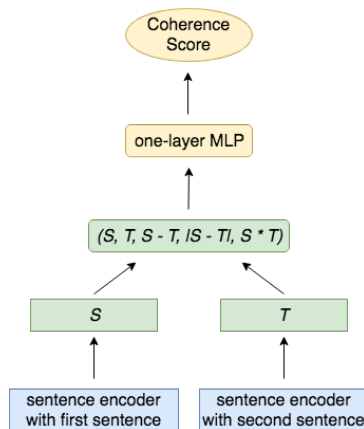 Coherence
Score
one-layer MLP
(S, T, S - T, |S - T|, S * T)
S
T
sentence encoder
with first sentence
sentence encoder
with second sentence